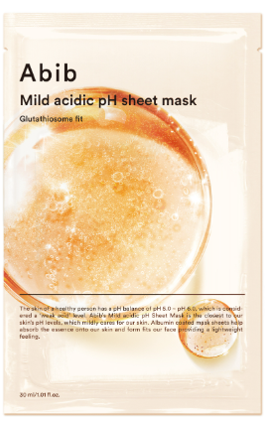 Abib
Mild acidic pH sheet mask
Glutathiosome fit
The skin of a healthy person has a pH balance of pH 5.0 – pH 6.0, which is consid-
ered a 'weak acid' level. Abib's Mild acidic pH Sheet Mask is the closest to our
skin's pH levels, which mildly cares for our skin. Albumin coated mask sheets help
absorb the essence onto our skin and form fits our face providing a lightweight
feeling.
30 ml/1.01 fl.oz.